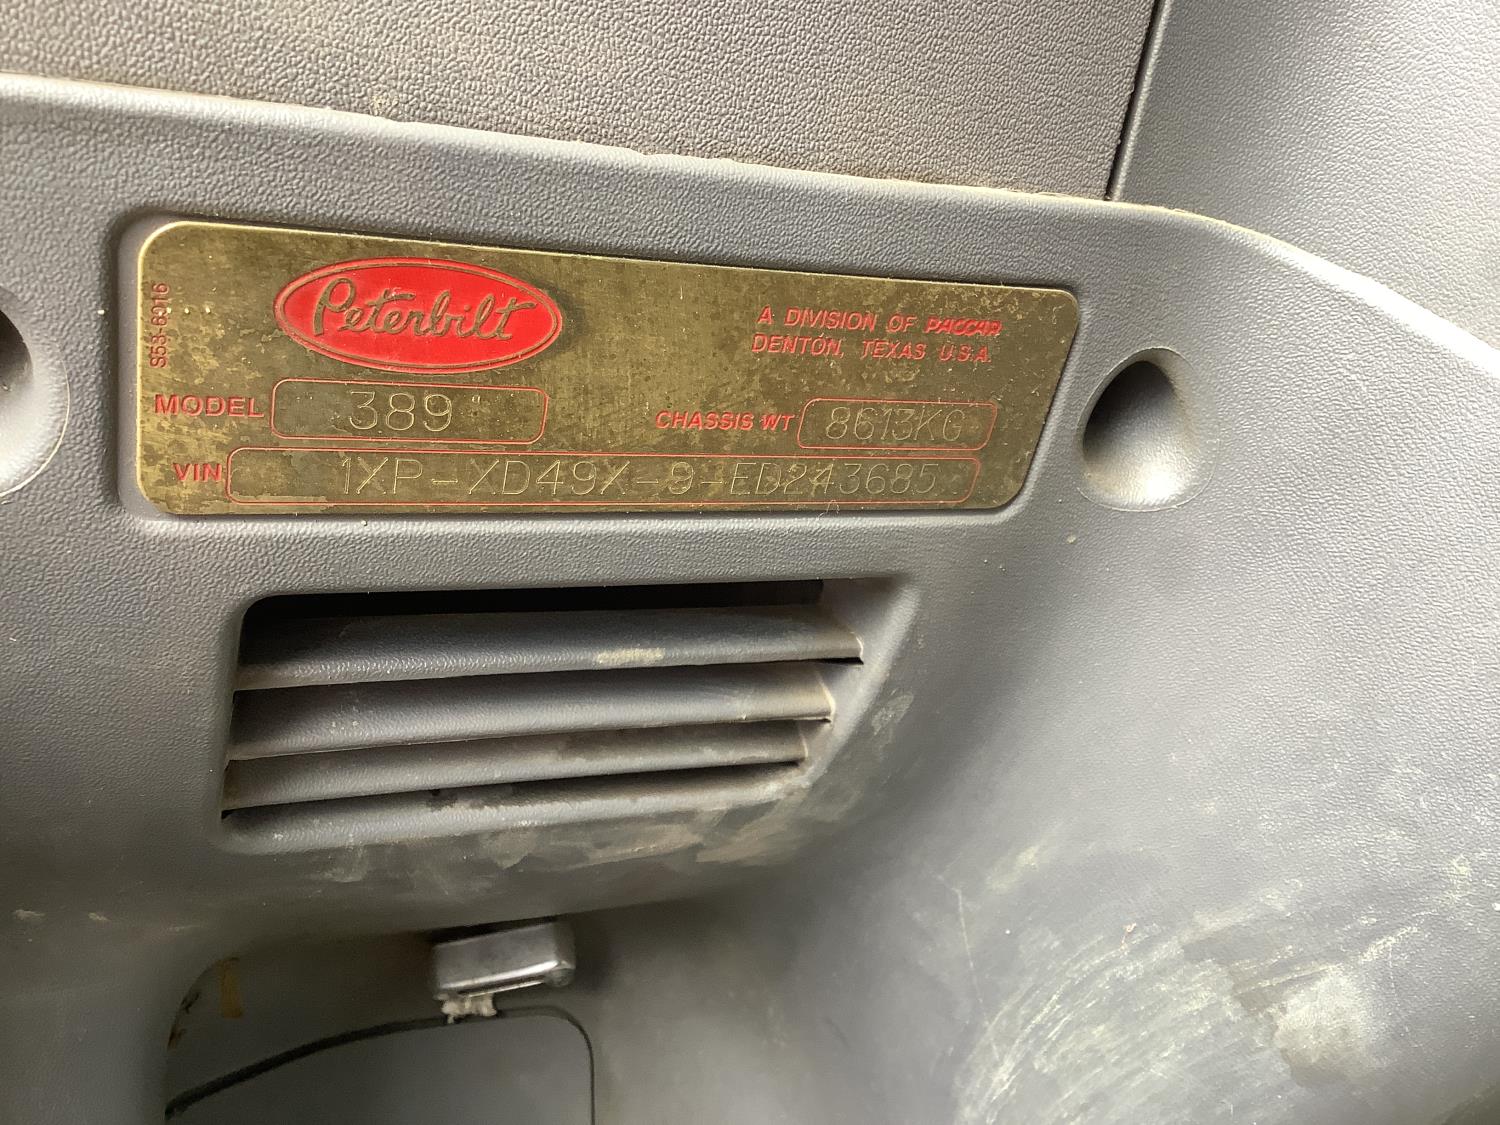 S53-6016
Peterbilt
A DIVISION OF PACCAR
DENTON, TEXAS U.S.A.
MODEL 389
CHASSIS WT 8613KG
VIN 1XP-XD49X-9-ED243685